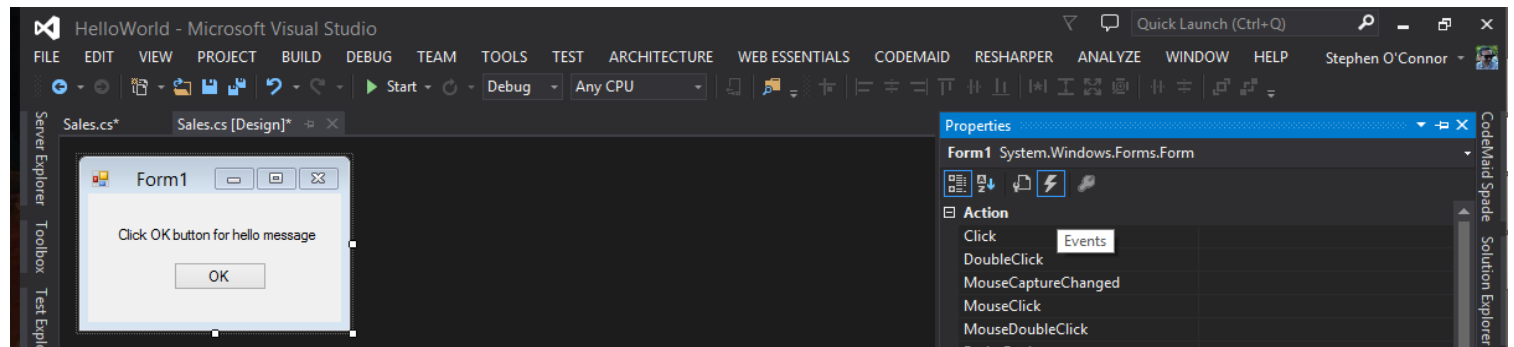 HelloWorld - Microsoft Visual Studio
Quick Launch (Ctrl+Q)
FILE EDIT VIEW PROJECT BUILD DEBUG TEAM TOOLS TEST ARCHITECTURE WEB ESSENTIALS CODEMAID RESHARPER ANALYZE WINDOW HELP Stephen O'Connor
Start Debug Any CPU
Server Explorer
Toolbox
Sales.cs* Sales.cs [Design]*
Form1
Click OK button for hello message
OK
Properties
Form1 System.Windows.Forms.Form
Action
Click
Events
DoubleClick
MouseCaptureChanged
MouseClick
MouseDoubleClick
CodeMaid Spade
Solution Explorer